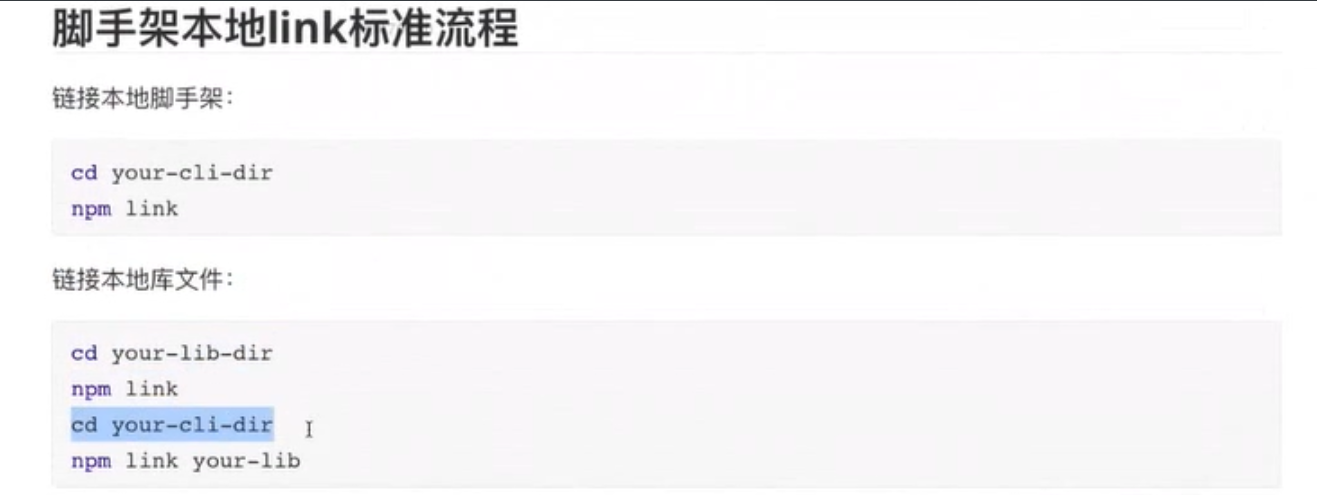 脚手架本地link标准流程
链接本地脚手架：
cd your-cli-dir
npm link
链接本地库文件：
cd your-lib-dir
npm link
cd your-cli-dir
npm link your-lib